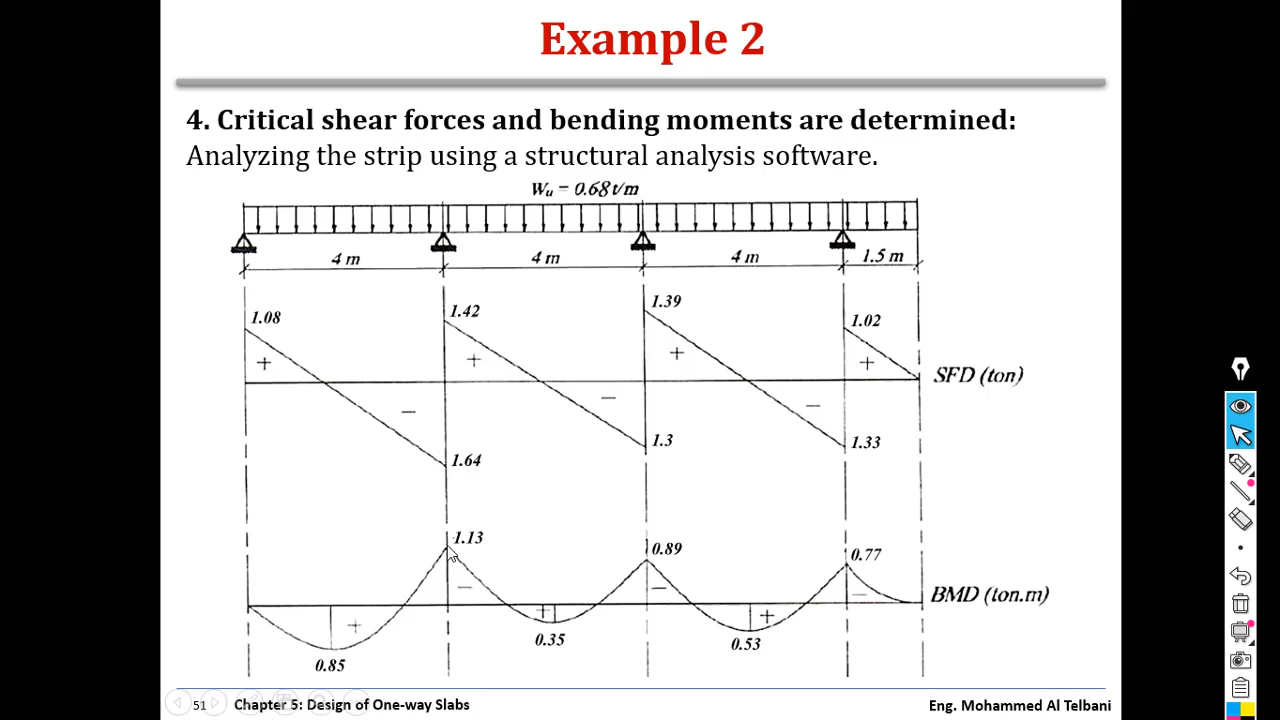 Example 2
4. Critical shear forces and bending moments are determined:
Analyzing the strip using a structural analysis software.
Wu = 0.68t/m
4 m 4 m 4 m 1.5 m
1.08 1.42 1.39 1.02
+ + + +
SFD (ton)
− − −
1.64 1.3 1.33
1.13 0.89 0.77
− − −
BMD (ton.m)
+ + +
0.85 0.35 0.53
51 Chapter 5: Design of One-way Slabs Eng. Mohammed Al Telbani